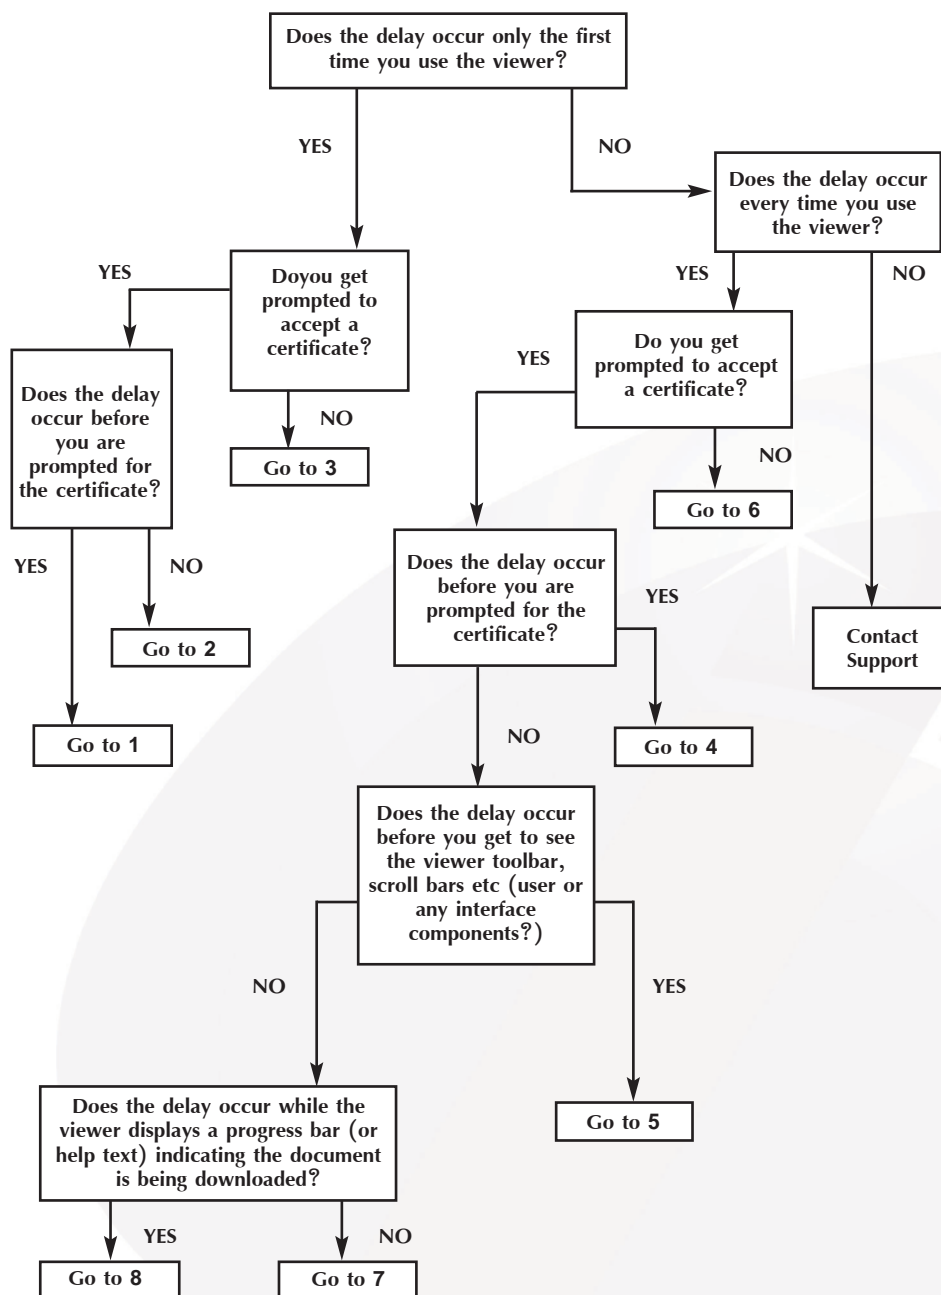 Does the delay occur only the first
time you use the viewer?
YES
NO
Does the delay occur
every time you use
the viewer?
YES
Doyou get
prompted to
accept a
certificate?
YES
NO
Do you get
prompted to accept
a certificate?
YES
Does the delay
occur before
you are
prompted for
the certificate?
NO
Go to 3
NO
Go to 6
YES
NO
Does the delay occur
before you are
prompted for the
certificate?
YES
Contact
Support
Go to 2
Go to 1
NO
Go to 4
Does the delay occur
before you get to see
the viewer toolbar,
scroll bars etc (user or
any interface
components?)
NO
YES
Does the delay occur while the
viewer displays a progress bar (or
help text) indicating the document
is being downloaded?
Go to 5
YES
NO
Go to 8
Go to 7